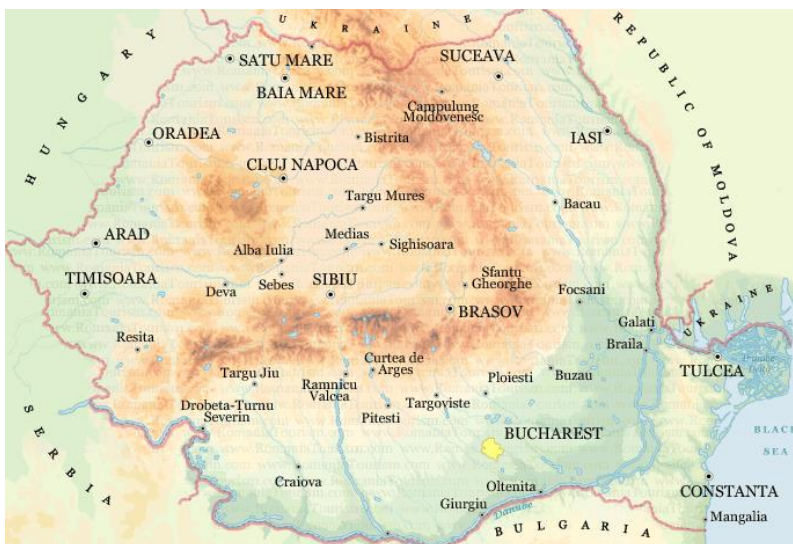 UKRAINE
HUNGARY
REPUBLIC OF MOLDOVA
SATU MARE
SUCEAVA
BAIA MARE
Campulung
Moldovenesc
ORADEA
Bistrita
IASI
CLUJ NAPOCA
Targu Mures
Bacau
ARAD
Medias
Alba Iulia
Sighisoara
TIMISOARA
Deva
Sebes
SIBIU
Sfantu
Gheorghe
Focsani
BRASOV
UKRAINE
Galati
Resita
Braila
Curtea de
Arges
TULCEA
Targu Jiu
Ramnicu
Valcea
Ploiesti
Buzau
Drobeta-Turnu
Severin
Pitesti
Targoviste
SERBIA
BUCHAREST
BLACK
SEA
Craiova
Oltenita
CONSTANTA
Giurgiu
Danube
Mangalia
BULGARIA